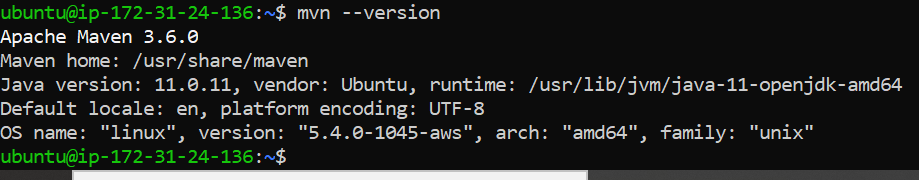 ubuntu@ip-172-31-24-136:~$ mvn --version
Apache Maven 3.6.0
Maven home: /usr/share/maven
Java version: 11.0.11, vendor: Ubuntu, runtime: /usr/lib/jvm/java-11-openjdk-amd64
Default locale: en, platform encoding: UTF-8
OS name: "linux", version: "5.4.0-1045-aws", arch: "amd64", family: "unix"
ubuntu@ip-172-31-24-136:~$